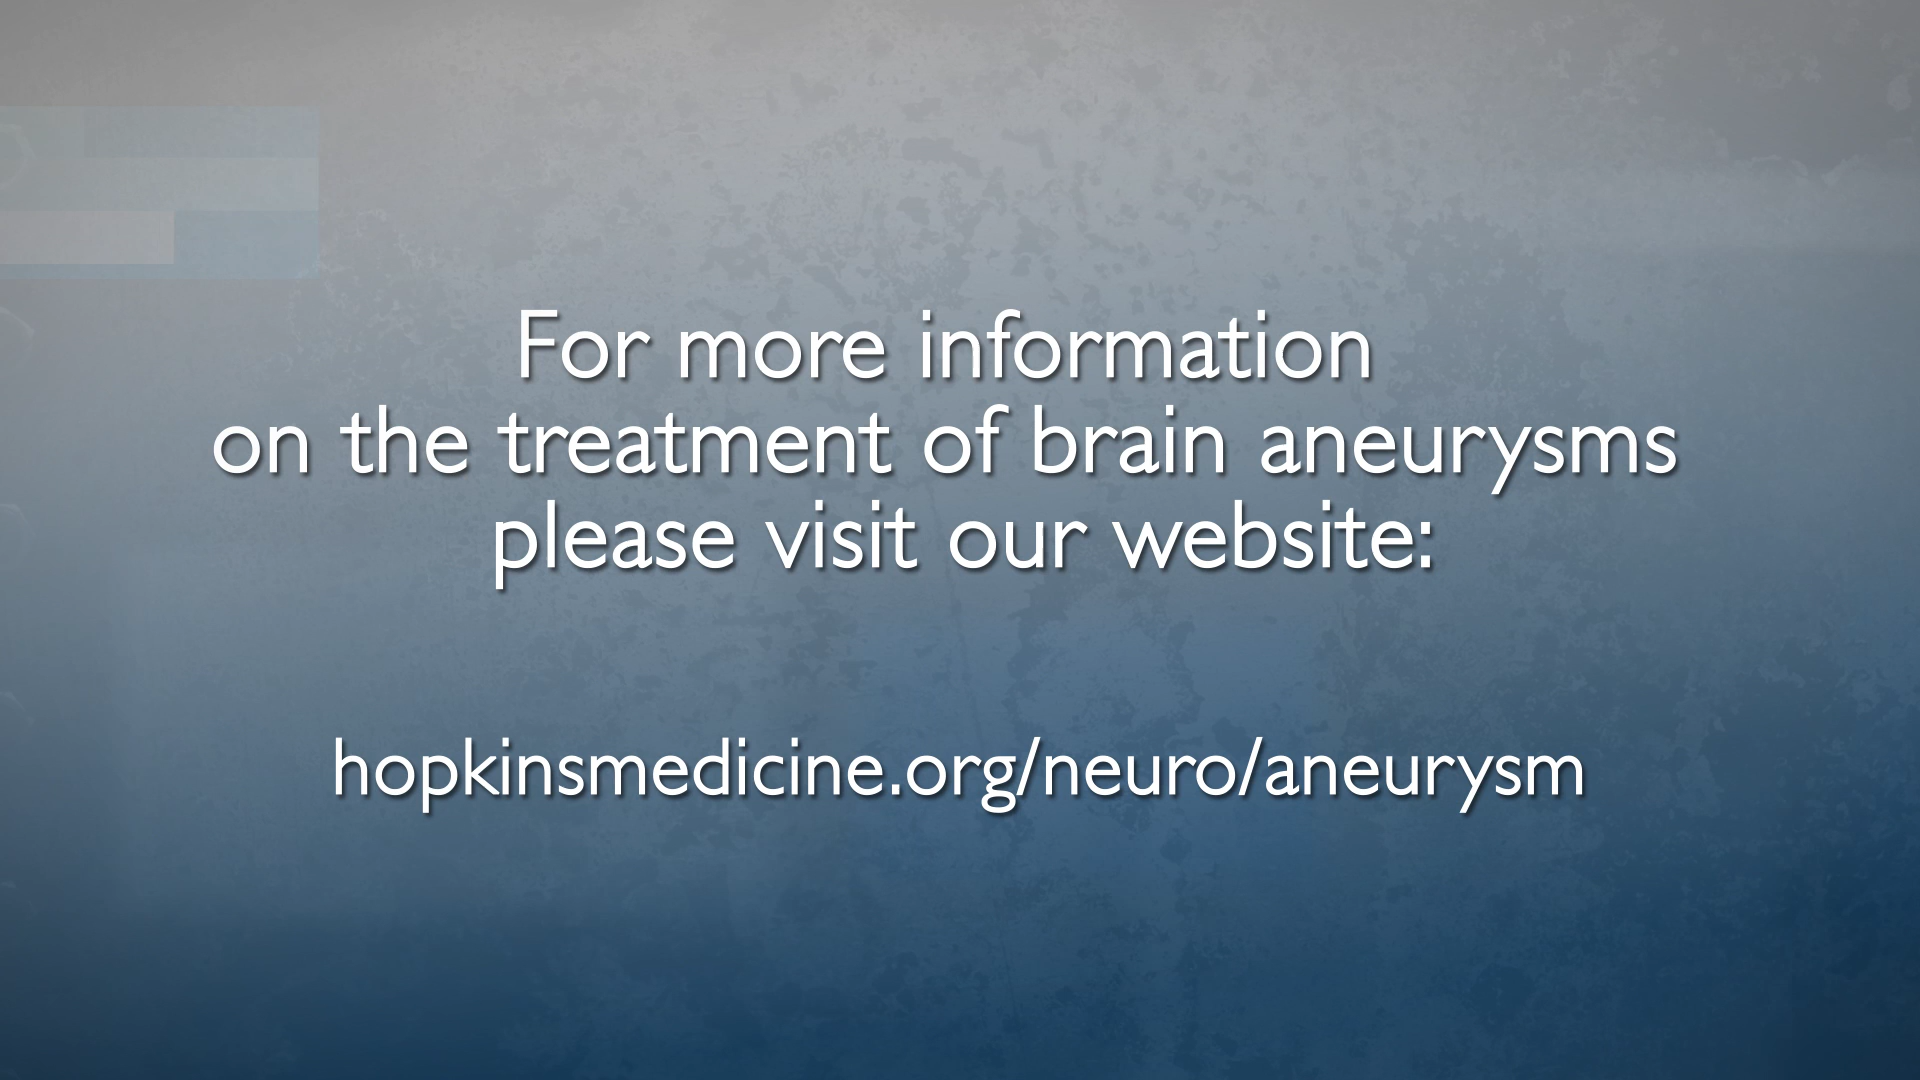 For more information
on the treatment of brain aneurysms
please visit our website:
hopkinsmedicine.org/neuro/aneurysm